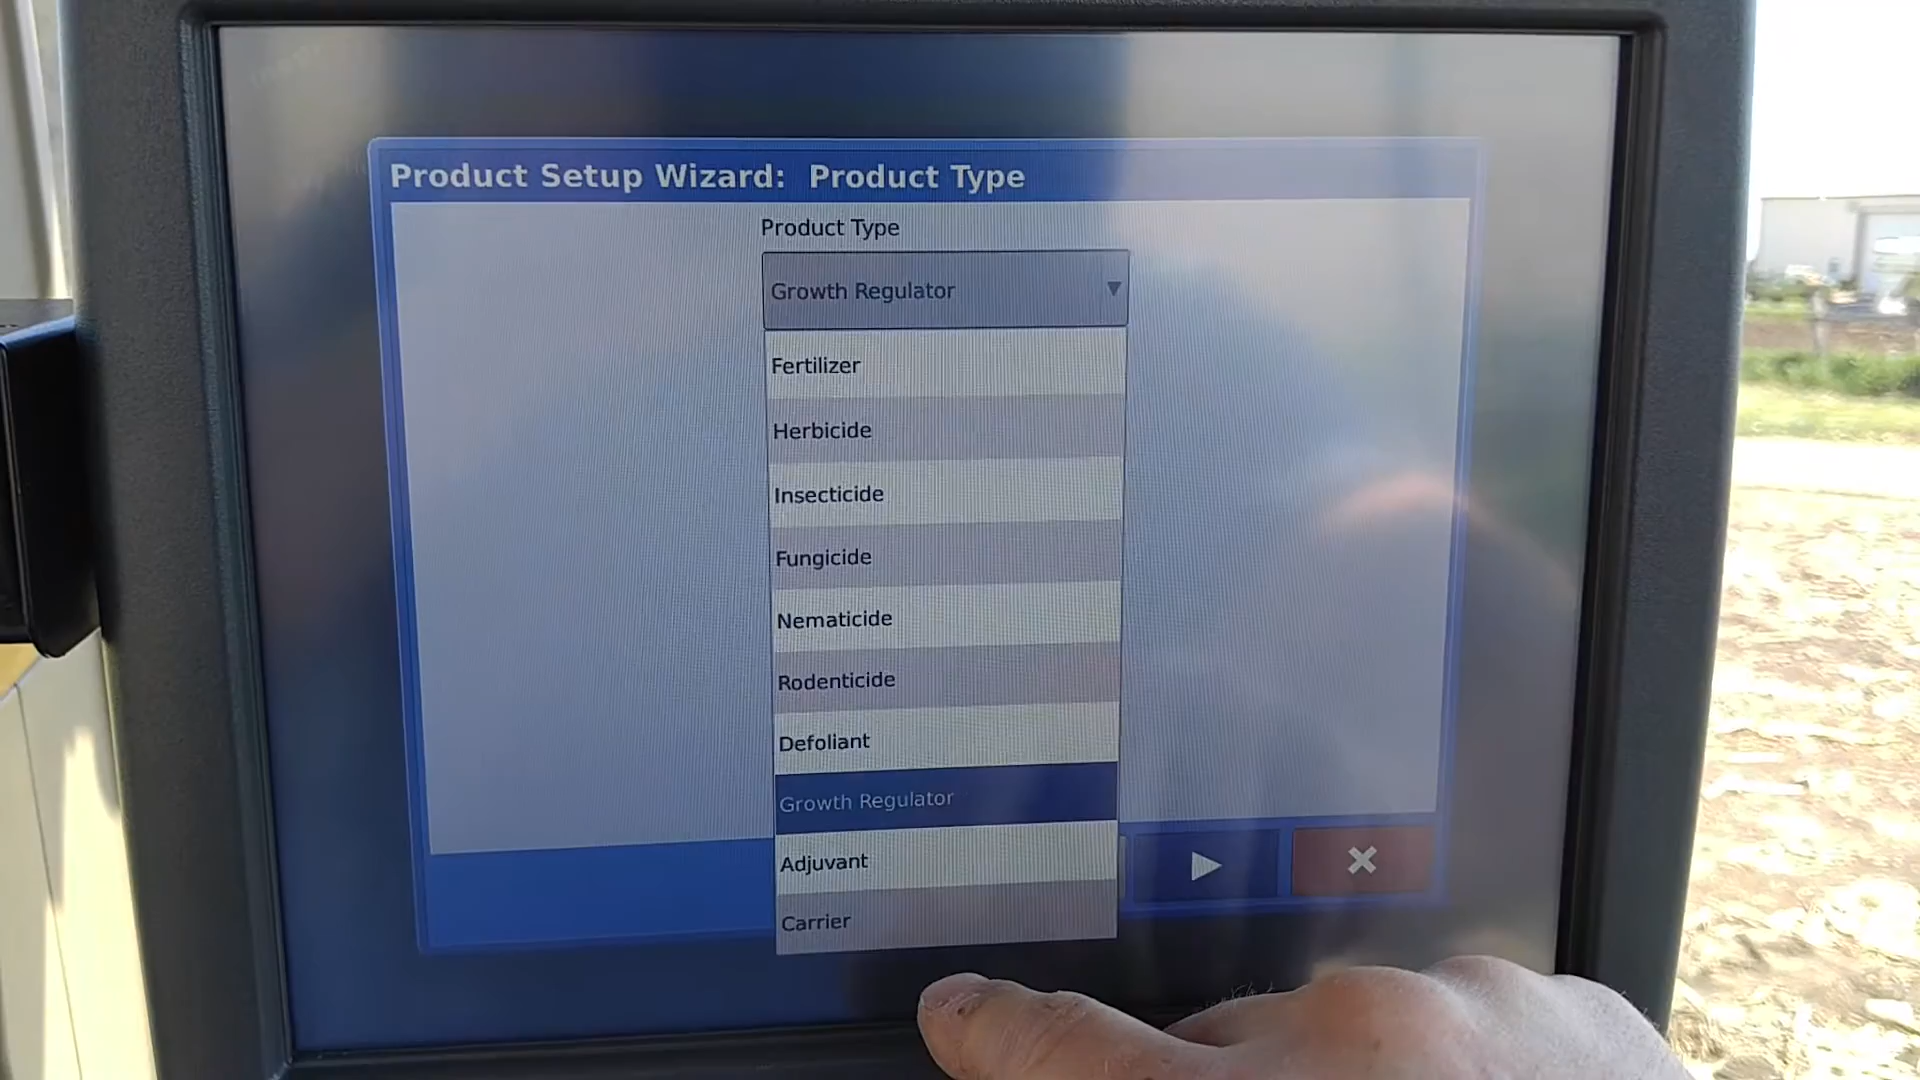 Product Setup Wizard: Product Type
Product Type
Growth Regulator
Fertilizer
Herbicide
Insecticide
Fungicide
Nematicide
Rodenticide
Defoliant
Growth Regulator
Adjuvant
Carrier